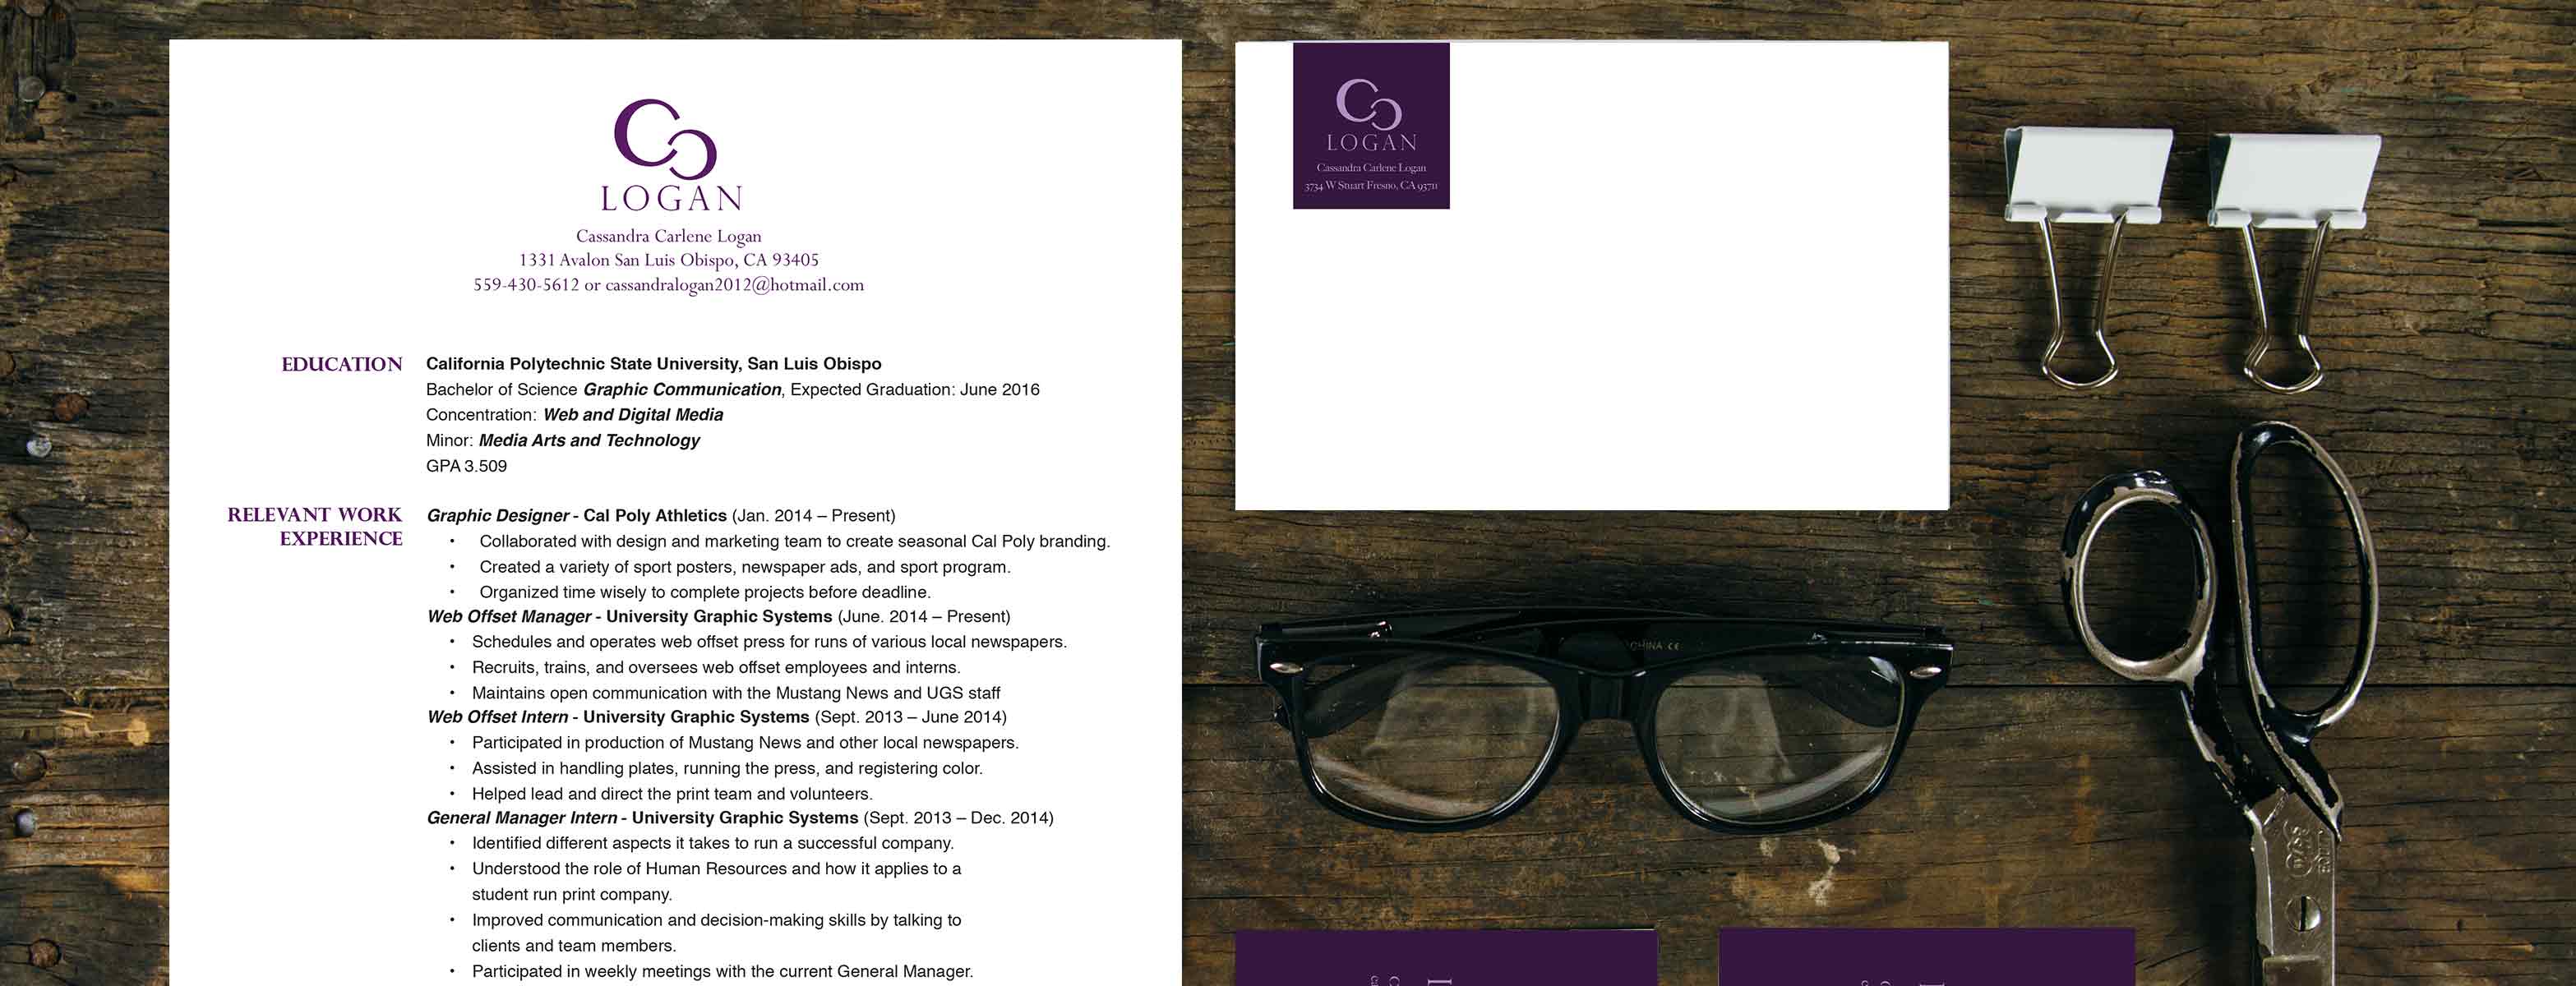 CC
LOGAN
Cassandra Carlene Logan
1331 Avalon San Luis Obispo, CA 93405
559-430-5612 or cassandralogan2012@hotmail.com
EDUCATION
California Polytechnic State University, San Luis Obispo
Bachelor of Science Graphic Communication, Expected Graduation: June 2016
Concentration: Web and Digital Media
Minor: Media Arts and Technology
GPA 3.509
RELEVANT WORK
EXPERIENCE
Graphic Designer - Cal Poly Athletics (Jan. 2014 – Present)
• Collaborated with design and marketing team to create seasonal Cal Poly branding.
• Created a variety of sport posters, newspaper ads, and sport program.
• Organized time wisely to complete projects before deadline.
Web Offset Manager - University Graphic Systems (June. 2014 – Present)
• Schedules and operates web offset press for runs of various local newspapers.
• Recruits, trains, and oversees web offset employees and interns.
• Maintains open communication with the Mustang News and UGS staff
Web Offset Intern - University Graphic Systems (Sept. 2013 – June 2014)
• Participated in production of Mustang News and other local newspapers.
• Assisted in handling plates, running the press, and registering color.
• Helped lead and direct the print team and volunteers.
General Manager Intern - University Graphic Systems (Sept. 2013 – Dec. 2014)
• Identified different aspects it takes to run a successful company.
• Understood the role of Human Resources and how it applies to a
student run print company.
• Improved communication and decision-making skills by talking to
clients and team members.
• Participated in weekly meetings with the current General Manager.
CC
LOGAN
Cassandra Carlene Logan
3734 W Stuart Fresno, CA 93711
CHINA CE